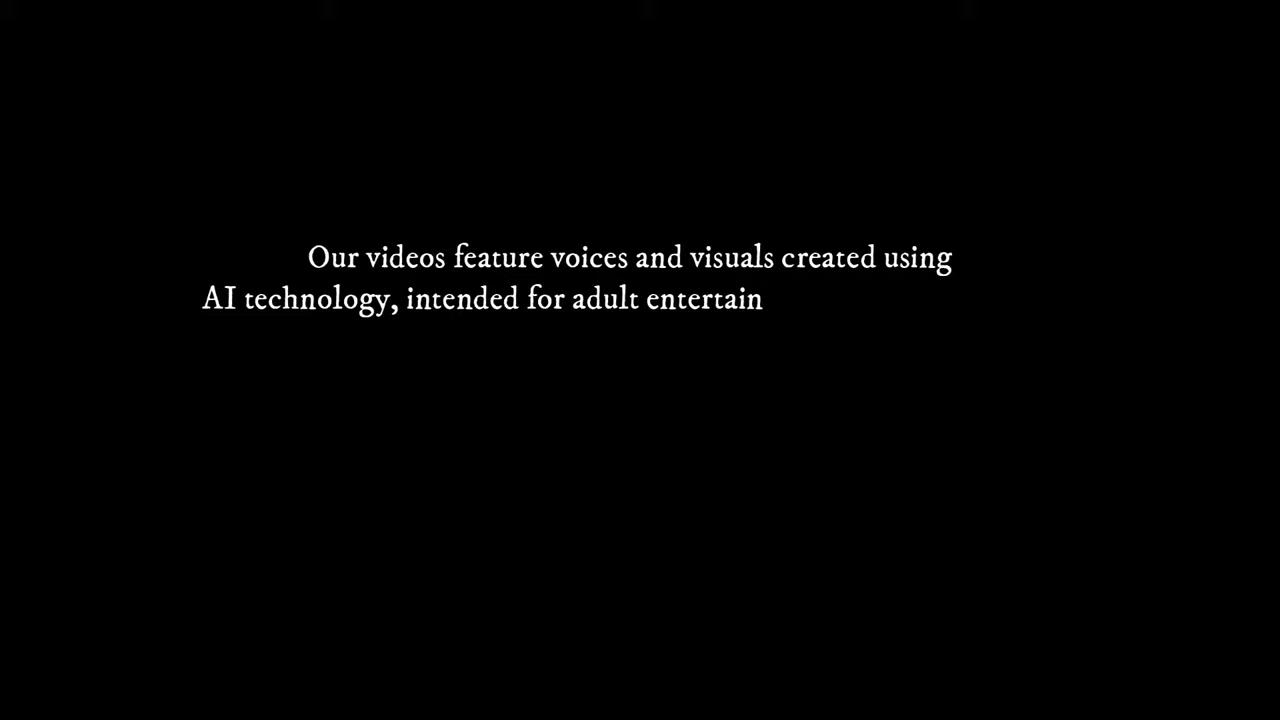 Our videos feature voices and visuals created using
AI technology, intended for adult entertain